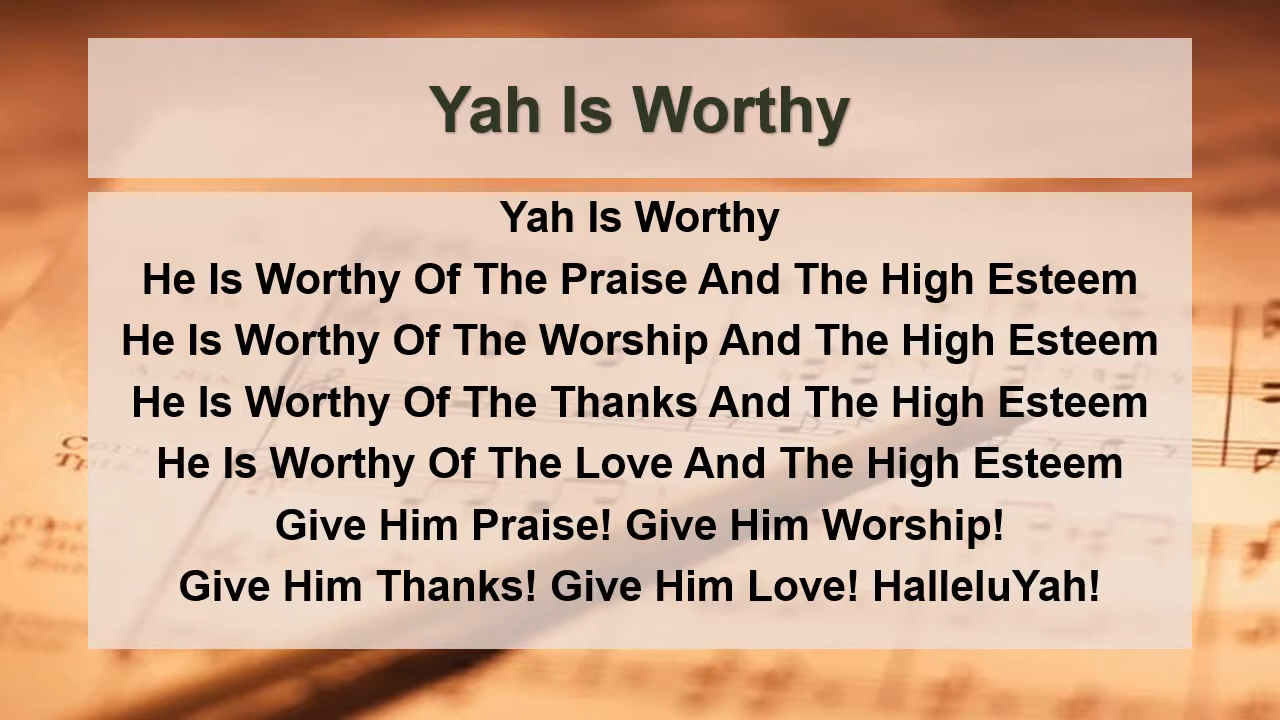 Yah Is Worthy
Yah Is Worthy
He Is Worthy Of The Praise And The High Esteem
He Is Worthy Of The Worship And The High Esteem
He Is Worthy Of The Thanks And The High Esteem
He Is Worthy Of The Love And The High Esteem
Give Him Praise! Give Him Worship!
Give Him Thanks! Give Him Love! HalleluYah!